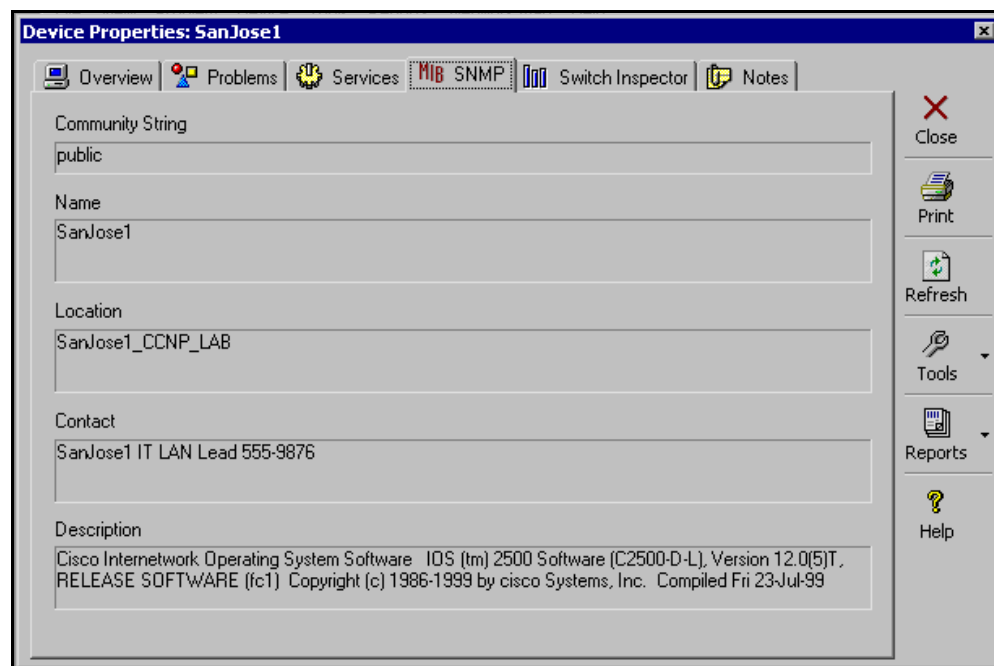 Device Properties: SanJose1
Overview Problems Services MIB SNMP Switch Inspector Notes
Community String
public
Name
SanJose1
Location
SanJose1_CCNP_LAB
Contact
SanJose1 IT LAN Lead 555-9876
Description
Cisco Internetwork Operating System Software IOS (tm) 2500 Software (C2500-D-L), Version 12.0(5)T,
RELEASE SOFTWARE (fc1) Copyright (c) 1986-1999 by cisco Systems, Inc. Compiled Fri 23-Jul-99
Close
Print
Refresh
Tools
Reports
Help